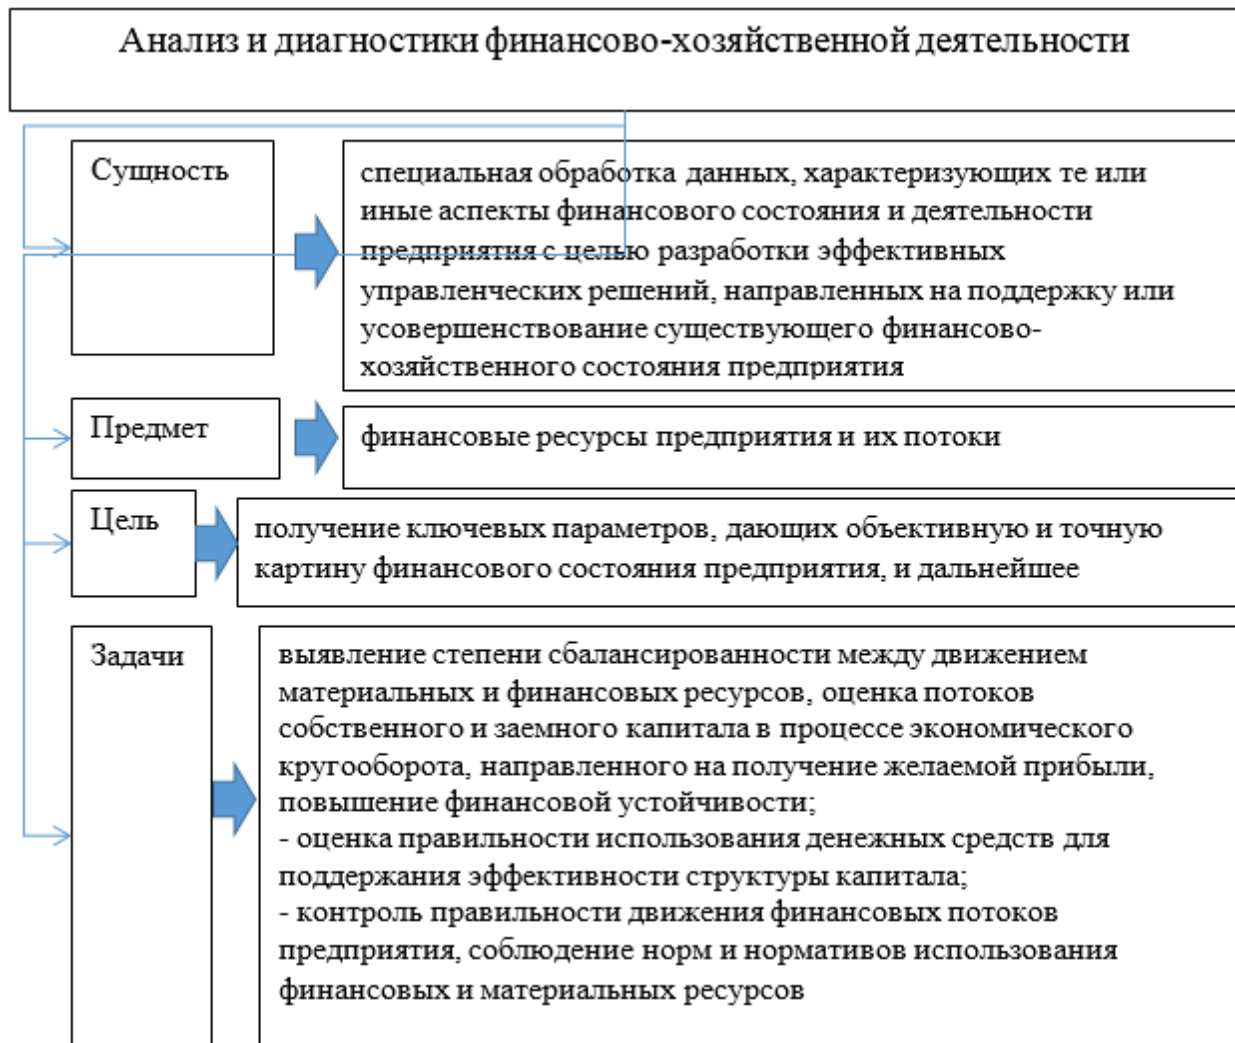 Анализ и диагностики финансово-хозяйственной деятельности
Сущность
специальная обработка данных, характеризующих те или
иные аспекты финансового состояния и деятельности
предприятия с целью разработки эффективных
управленческих решений, направленных на поддержку или
усовершенствование существующего финансово-
хозяйственного состояния предприятия
Предмет
финансовые ресурсы предприятия и их потоки
Цель
получение ключевых параметров, дающих объективную и точную
картину финансового состояния предприятия, и дальнейшее
Задачи
выявление степени сбалансированности между движением
материальных и финансовых ресурсов, оценка потоков
собственного и заемного капитала в процессе экономического
кругооборота, направленного на получение желаемой прибыли,
повышение финансовой устойчивости;
- оценка правильности использования денежных средств для
поддержания эффективности структуры капитала;
- контроль правильности движения финансовых потоков
предприятия, соблюдение норм и нормативов использования
финансовых и материальных ресурсов